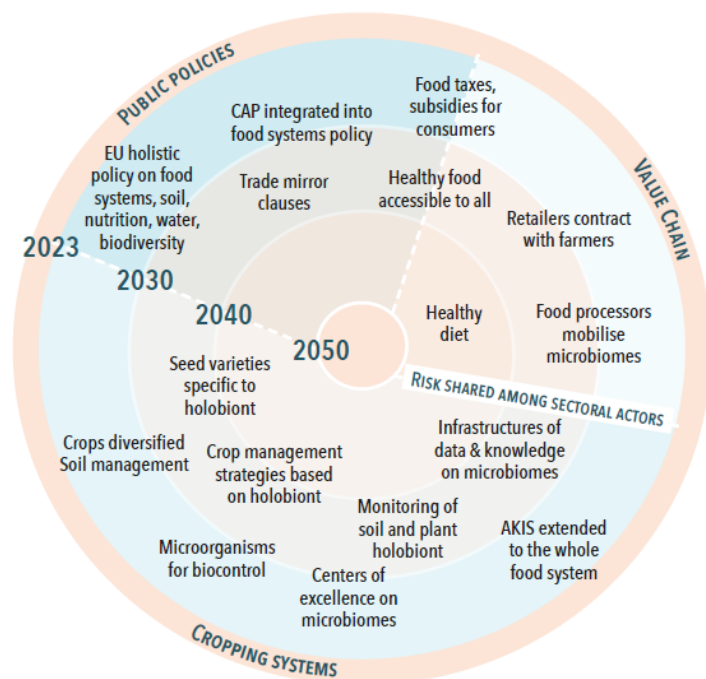 PUBLIC POLICIES
Food taxes,
subsidies for
consumers
CAP integrated into
food systems policy
EU holistic
policy on food
systems, soil,
nutrition, water,
biodiversity
Trade mirror
clauses
Healthy food
accessible to all
VALUE CHAIN
Retailers contract
with farmers
2023
2030
2040
2050
Healthy
diet
Food processors
mobilise
microbiomes
RISK SHARED AMONG SECTORAL ACTORS
Seed varieties
specific to
holobiont
Crops diversified
Soil management
Crop management
strategies based
on holobiont
Infrastructures of
data & knowledge
on microbiomes
Monitoring of
soil and plant
holobiont
AKIS extended
to the whole
food system
Microorganisms
for biocontrol
Centers of
excellence on
microbiomes
CROPPING SYSTEMS